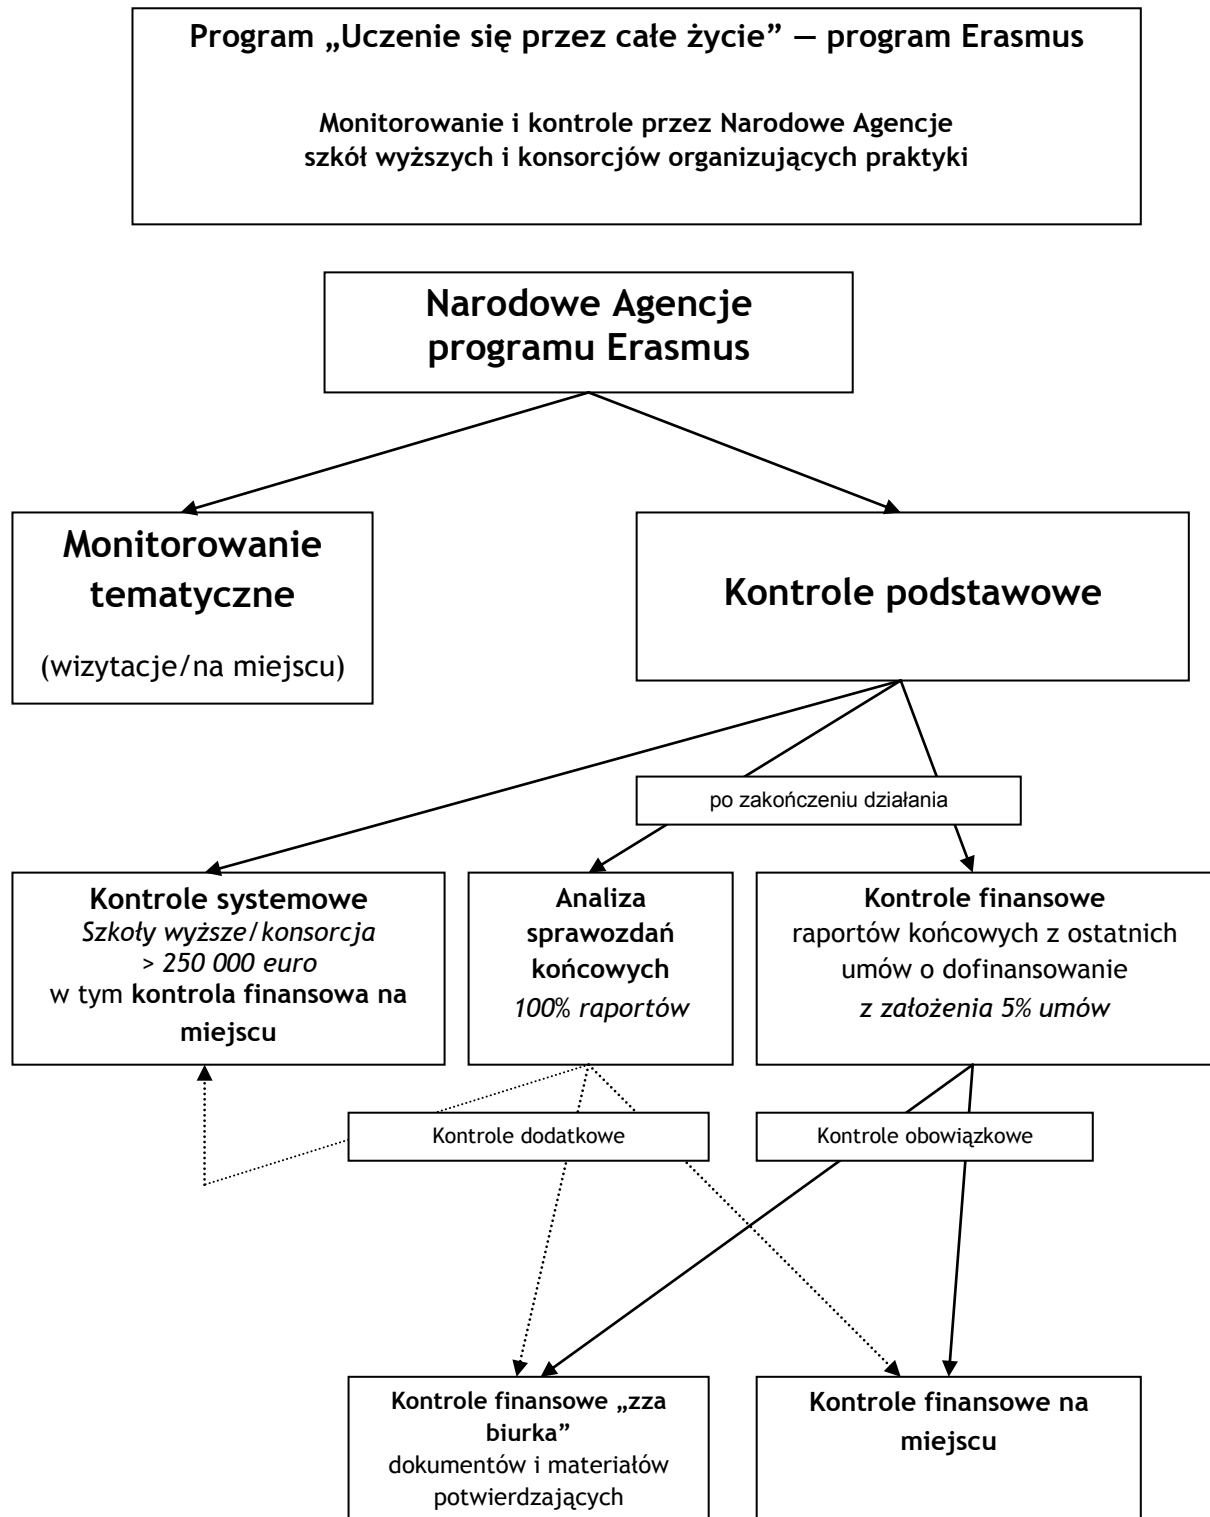 Program „Uczenie się przez całe życie” — program Erasmus
Monitorowanie i kontrole przez Narodowe Agencje
szkół wyższych i konsorcjów organizujących praktyki
Narodowe Agencje
programu Erasmus
Monitorowanie
tematyczne
(wizytacje/na miejscu)
Kontrole podstawowe
po zakończeniu działania
Kontrole systemowe
Szkoły wyższe/konsorcja
> 250 000 euro
w tym kontrola finansowa na
miejscu
Analiza
sprawozdań
końcowych
100% raportów
Kontrole finansowe
raportów końcowych z ostatnich
umów o dofinansowanie
z założenia 5% umów
Kontrole dodatkowe
Kontrole obowiązkowe
Kontrole finansowe „zza
biurka”
dokumentów i materiałów
potwierdzających
Kontrole finansowe na
miejscu